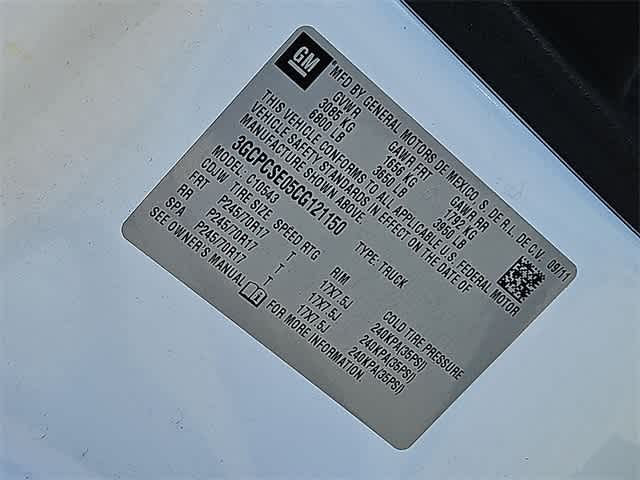 GM
MFD BY GENERAL MOTORS DE MEXICO, S. DE R.L. DE C.V. 09/11
GVWR GAWR FRT GAWR RR
3085 KG 1656 KG 1792 KG
6800 LB 3650 LB 3950 LB
THIS VEHICLE CONFORMS TO ALL APPLICABLE U.S. FEDERAL MOTOR
VEHICLE SAFETY STANDARDS IN EFFECT ON THE DATE OF
MANUFACTURE SHOWN ABOVE.
3GCPCSE05CG121150 TYPE: TRUCK
MODEL: C10543
C/U/W TIRE SIZE SPEED RTG RIM COLD TIRE PRESSURE
FRT P245/70R17 T 17X7.5J 240KPA(35PSI)
RR P245/70R17 T 17X7.5J 240KPA(35PSI)
SPA P245/70R17 T 17X7.5J 240KPA(35PSI)
SEE OWNER'S MANUAL FOR MORE INFORMATION.